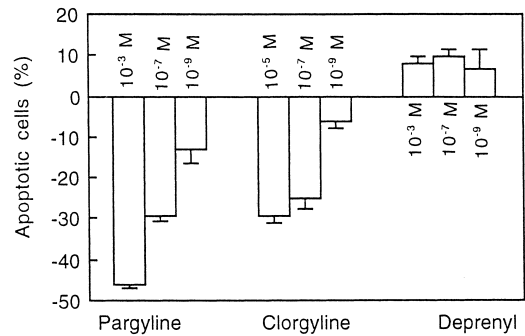 Apoptotic cells (%)
20
10
0
-10
-20
-30
-40
-50
10⁻³ M
10⁻⁷ M
10⁻⁹ M
10⁻⁵ M
10⁻⁷ M
10⁻⁹ M
10⁻³ M
10⁻⁷ M
10⁻⁹ M
Pargyline
Clorgyline
Deprenyl